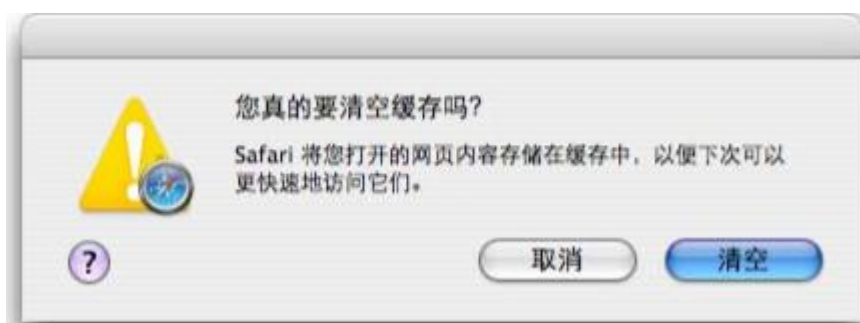 您真的要清空缓存吗?
Safari 将您打开的网页内容存储在缓存中，以便下次可以
更快速地访问它们。
?
取消
清空